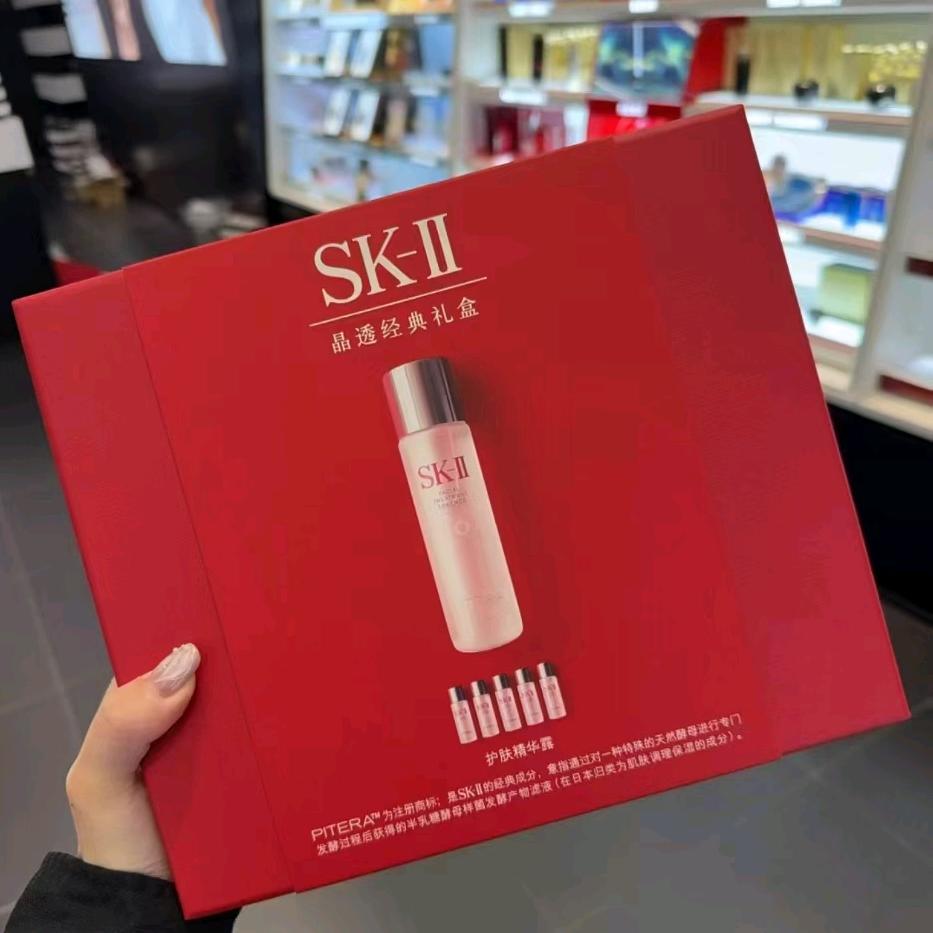 SK-II
晶透经典礼盒
SK-II
FACIAL
TREATMENT
ESSENCE
护肤精华露
PITERA™为注册商标；是SK-II的经典成分，意指通过对一种特殊的天然酵母进行专门
发酵过程后获得的半乳糖酵母样菌发酵产物滤液（在日本归类为肌肤调理保湿的成分）。